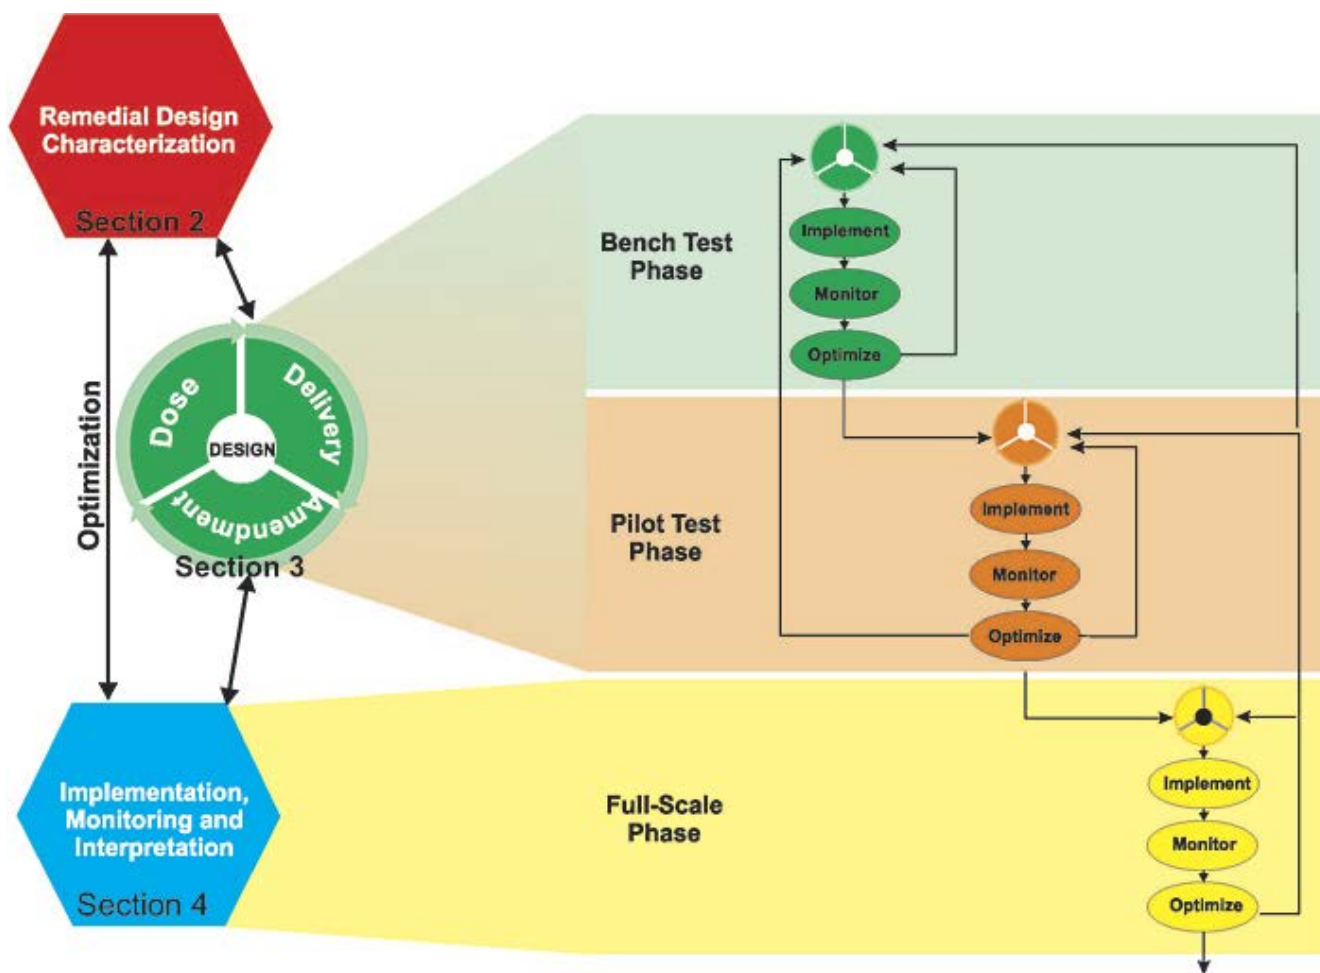 Remedial Design
Characterization
Section 2
Optimization
Dose
Delivery
Amendment
DESIGN
Section 3
Implementation,
Monitoring and
Interpretation
Section 4
Bench Test
Phase
Implement
Monitor
Optimize
Pilot Test
Phase
Implement
Monitor
Optimize
Full-Scale
Phase
Implement
Monitor
Optimize